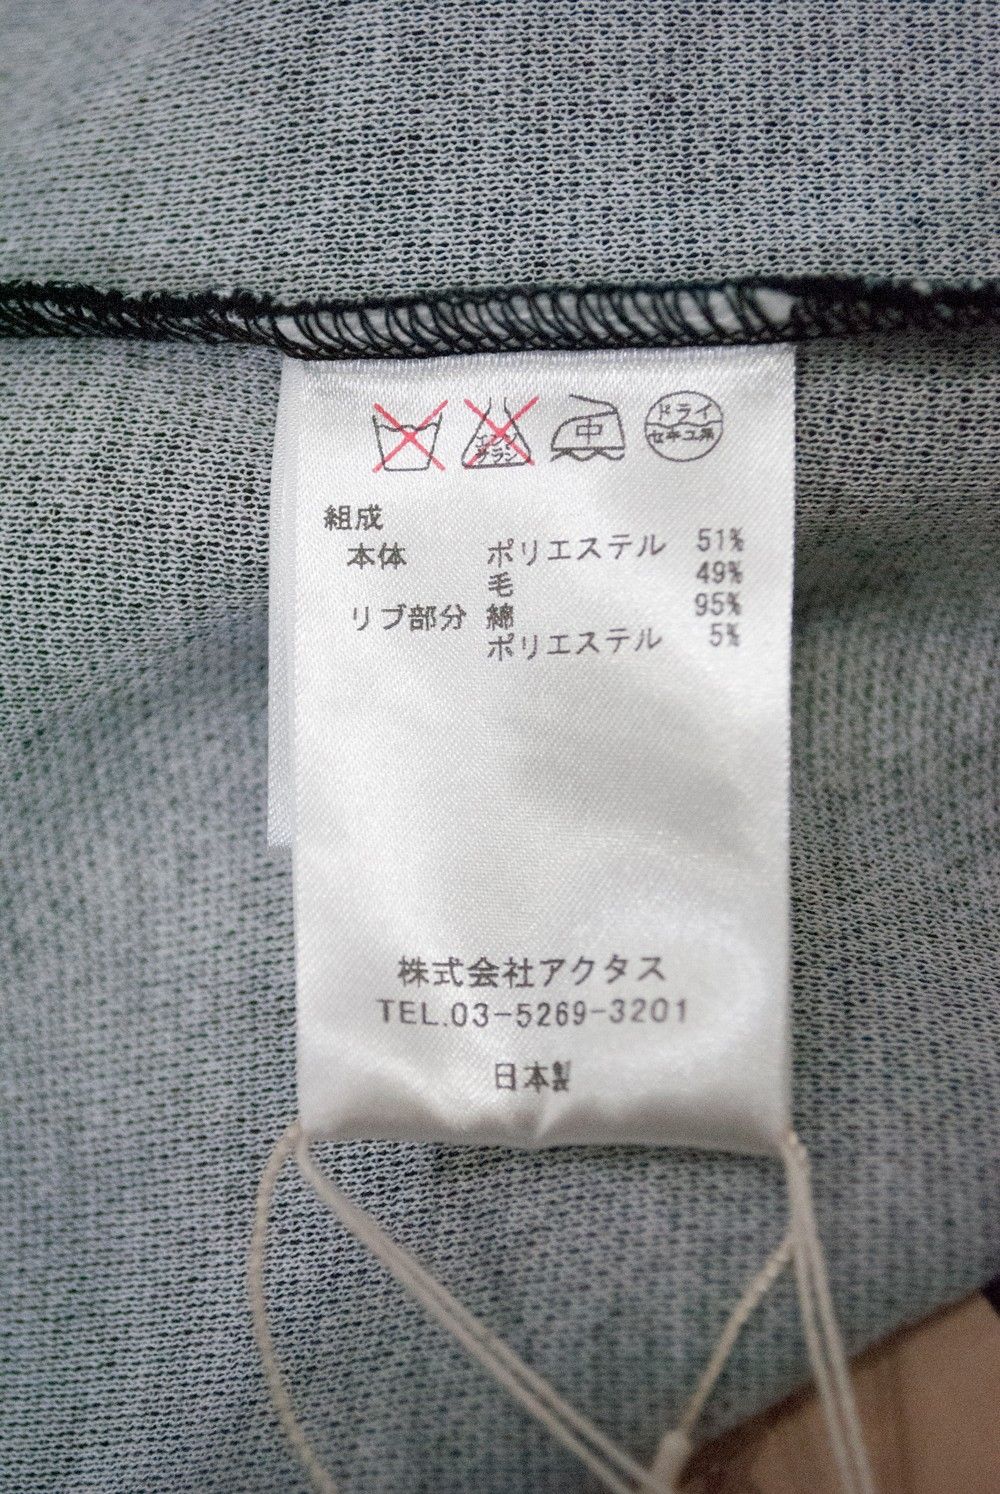 エンソ
サラシ
中
ドライ
セキユ系
組成
本体 ポリエステル 51%
毛 49%
リブ部分 綿 95%
ポリエステル 5%
株式会社アクタス
TEL.03-5269-3201
日本製